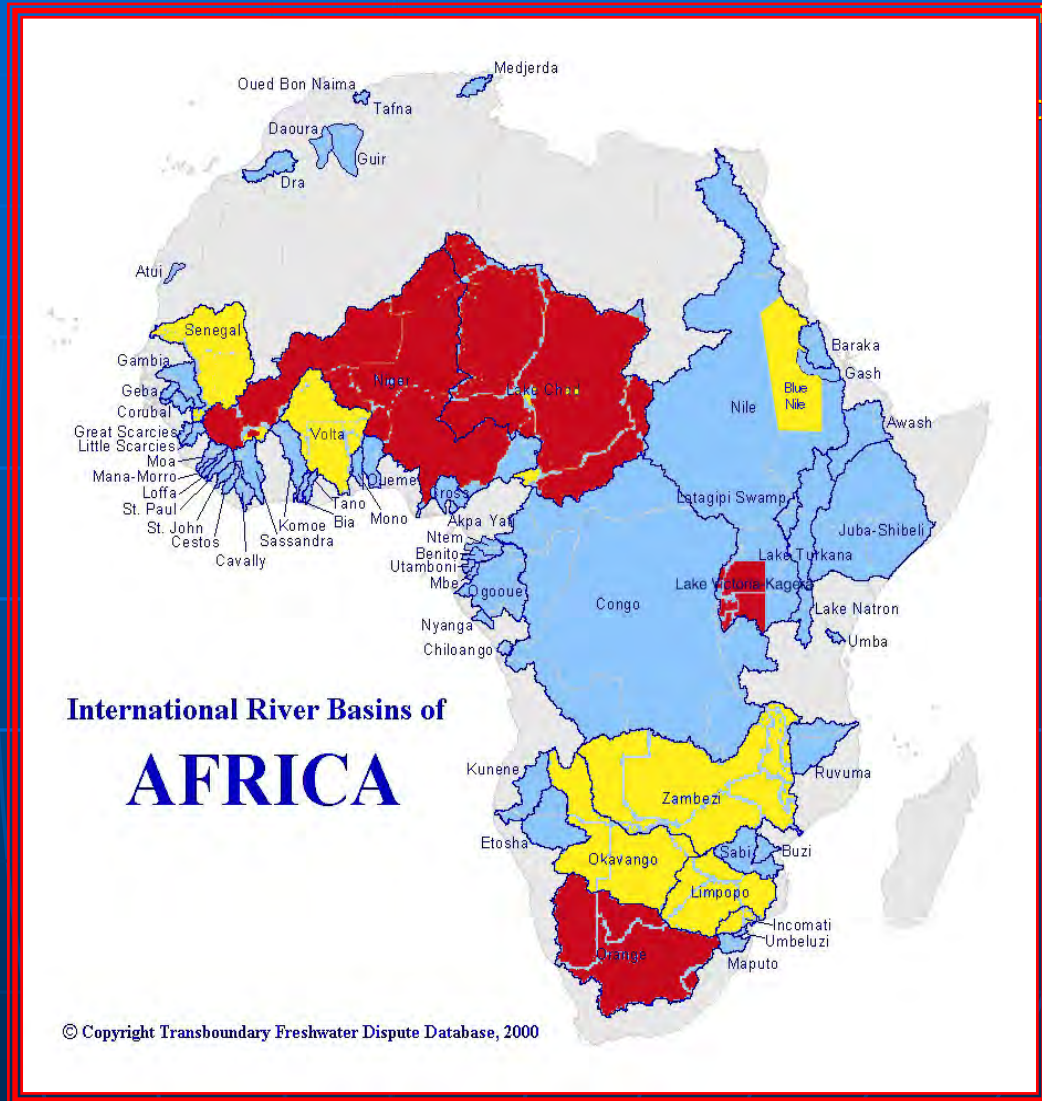 Medjerda
Oued Bon Naima
Tafna
Daoura
Guir
Dra
Atui
Senegal
Gambia
Geba
Corubal
Great Scarcies
Little Scarcies
Moa
Mana-Morro
Loffa
St. Paul
St. John
Cestos
Cavally
Sassandra
Komoe
Bia
Tano
Mono
Volta
Oueme
Niger
Lake Chad
Cross
Akpa Yaf
Ntem
Benito
Utamboni
Mbe
Ogooue
Nyanga
Chiloango
Congo
Nile
Blue
Nile
Baraka
Gash
Awash
Latagipi Swamp
Juba-Shibeli
Lake Turkana
Lake Victoria-Kagera
Lake Natron
Umba
Ruvuma
Zambezi
Kunene
Etosha
Okavango
Sabi
Buzi
Limpopo
Incomati
Umbeluzi
Maputo
Orange
International River Basins of
AFRICA
© Copyright Transboundary Freshwater Dispute Database, 2000